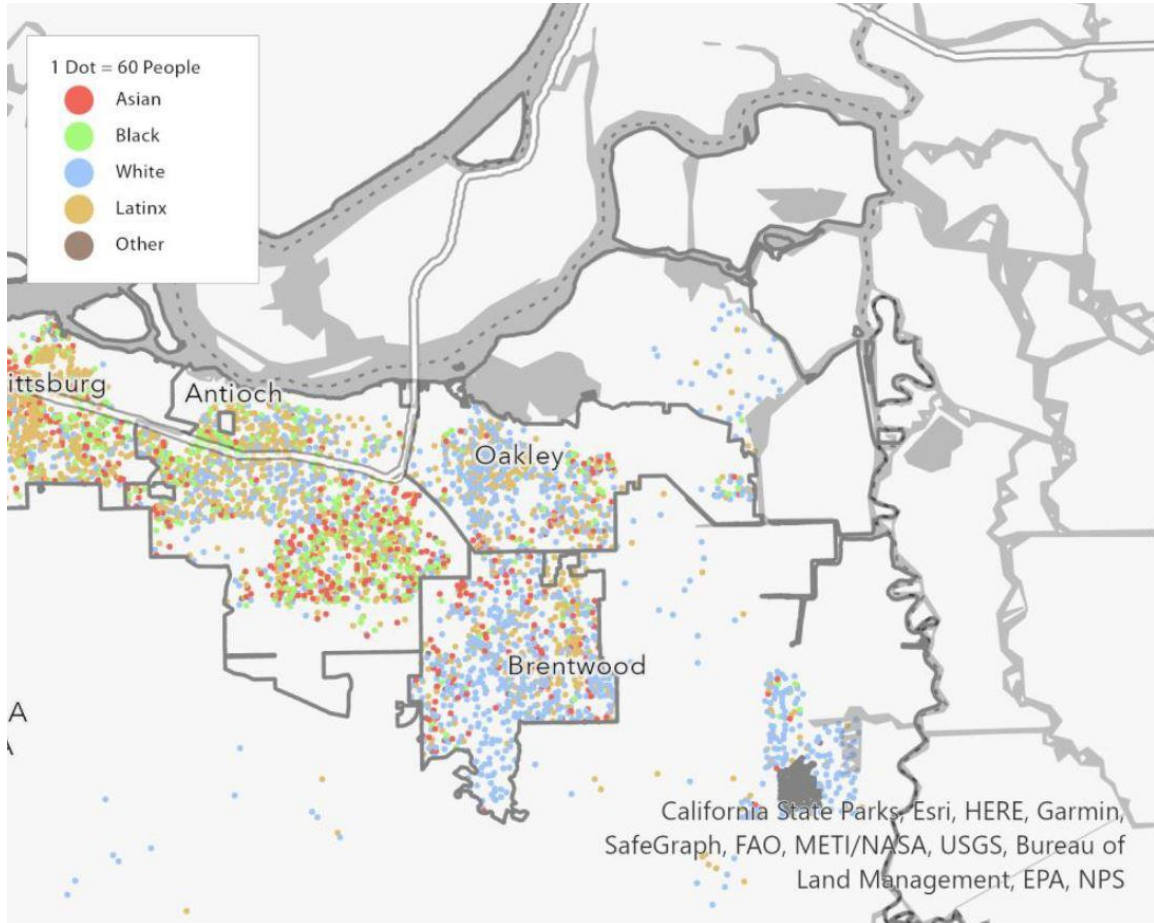 1 Dot = 60 People
Asian
Black
White
Latinx
Other
ittsburg
Antioch
Oakley
Brentwood
A
A
California State Parks, Esri, HERE, Garmin,
SafeGraph, FAO, METI/NASA, USGS, Bureau of
Land Management, EPA, NPS